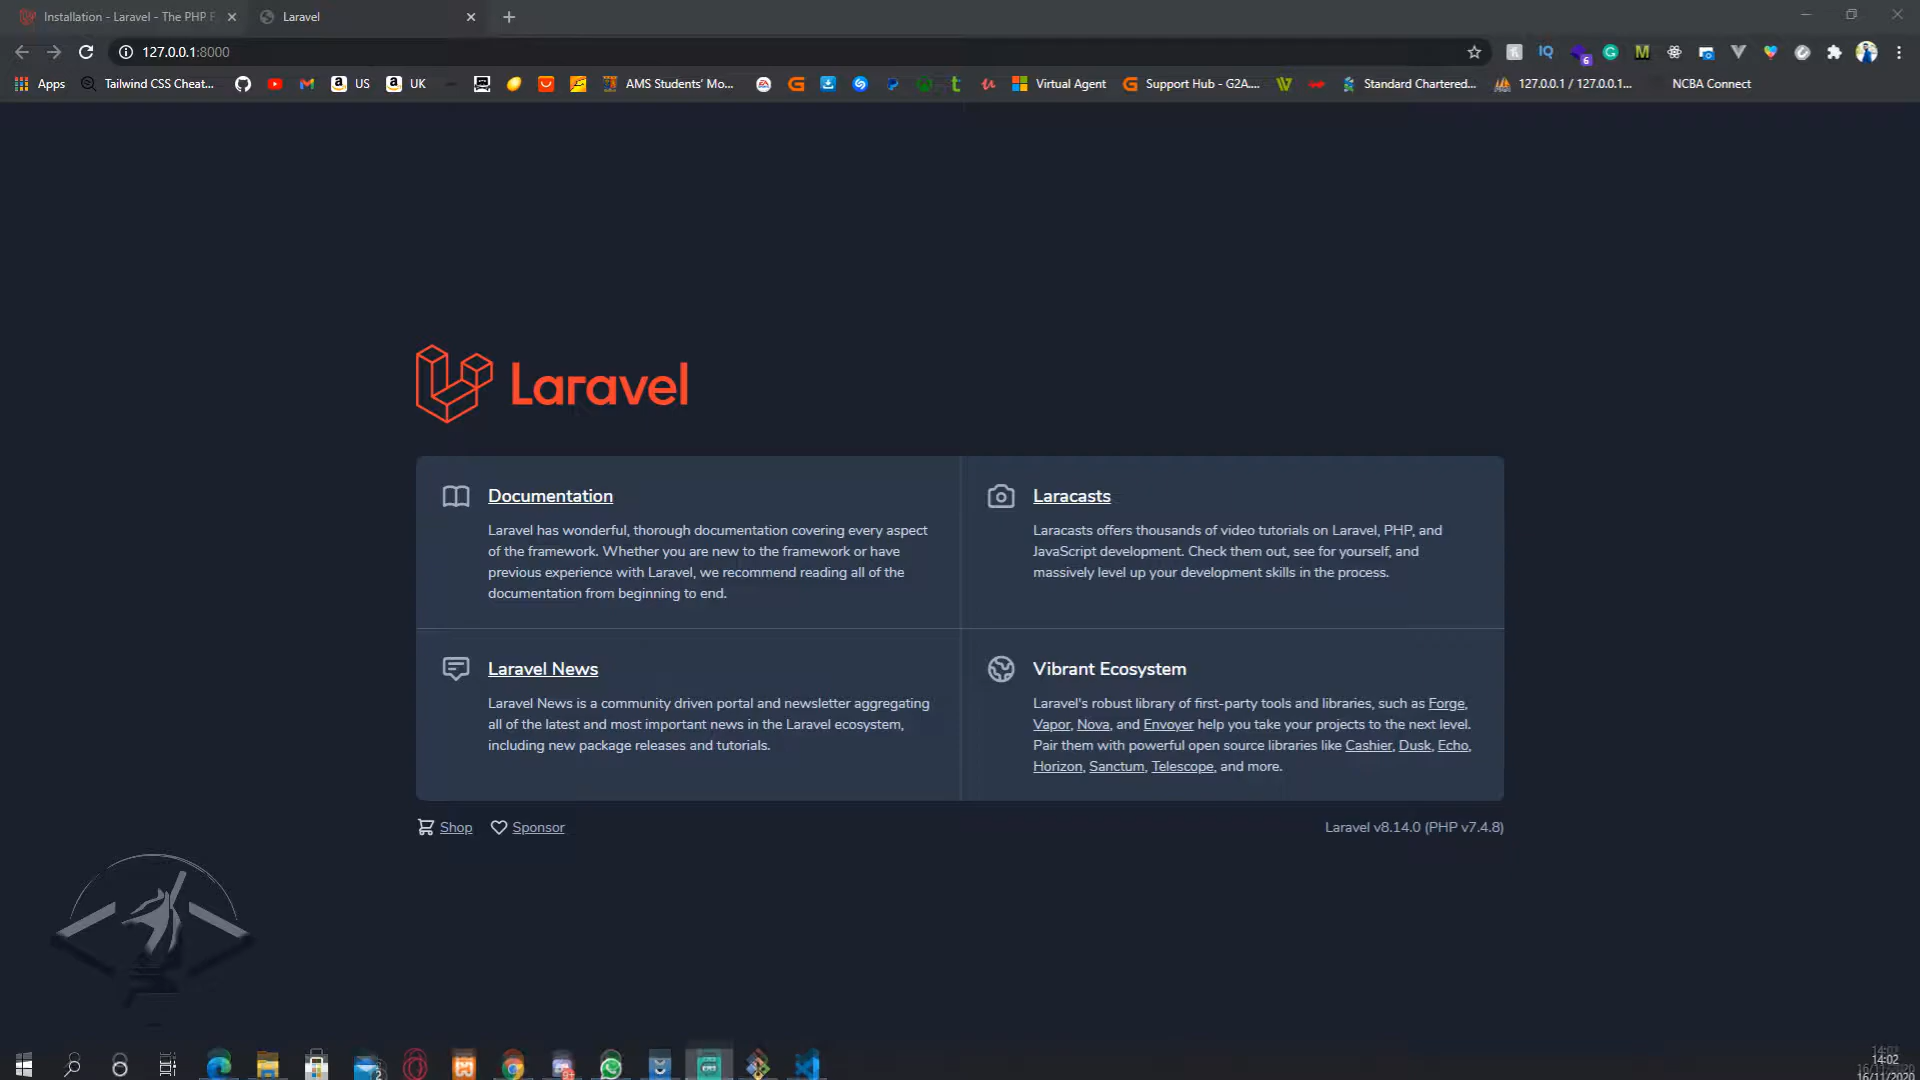 Installation - Laravel - The PHP F
Laravel
127.0.0.1:8000
IQ
6
Apps
Tailwind CSS Cheat...
US
UK
AMS Students' Mo...
Virtual Agent
Support Hub - G2A....
Standard Chartered...
127.0.0.1 / 127.0.0.1...
NCBA Connect
Laravel
Documentation
Laravel has wonderful, thorough documentation covering every aspect
of the framework. Whether you are new to the framework or have
previous experience with Laravel, we recommend reading all of the
documentation from beginning to end.
Laracasts
Laracasts offers thousands of video tutorials on Laravel, PHP, and
JavaScript development. Check them out, see for yourself, and
massively level up your development skills in the process.
Laravel News
Laravel News is a community driven portal and newsletter aggregating
all of the latest and most important news in the Laravel ecosystem,
including new package releases and tutorials.
Vibrant Ecosystem
Laravel's robust library of first-party tools and libraries, such as Forge,
Vapor, Nova, and Envoyer help you take your projects to the next level.
Pair them with powerful open source libraries like Cashier, Dusk, Echo,
Horizon, Sanctum, Telescope, and more.
Shop
Sponsor
Laravel v8.14.0 (PHP v7.4.8)
2
14:02
16/11/2020